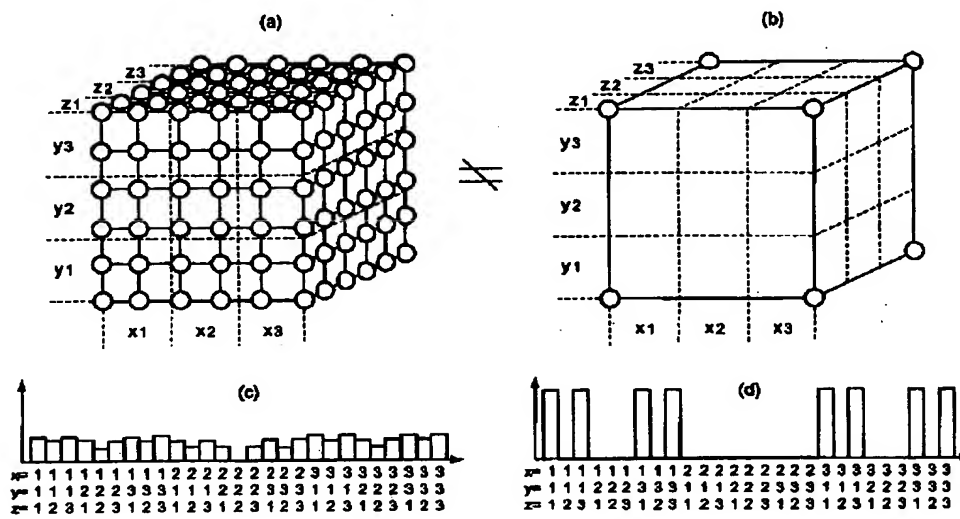 (a)
z3
z2
z1
y3
y2
y1
x1 x2 x3
(b)
z3
z2
z1
y3
y2
y1
x1 x2 x3
(c)
x= 1 1 1 1 1 1 1 1 1 2 2 2 2 2 2 2 2 2 3 3 3 3 3 3 3 3 3
y= 1 1 1 2 2 2 3 3 3 1 1 1 2 2 2 3 3 3 1 1 1 2 2 2 3 3 3
z= 1 2 3 1 2 3 1 2 3 1 2 3 1 2 3 1 2 3 1 2 3 1 2 3 1 2 3
(d)
x= 1 1 1 1 1 1 1 1 1 2 2 2 2 2 2 2 2 2 3 3 3 3 3 3 3 3 3
y= 1 1 1 2 2 2 3 3 3 1 1 1 2 2 2 3 3 3 1 1 1 2 2 2 3 3 3
z= 1 2 3 1 2 3 1 2 3 1 2 3 1 2 3 1 2 3 1 2 3 1 2 3 1 2 3